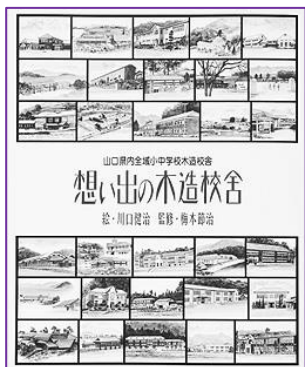 山口県内全域小中学校木造校舎
想い出の木造校舎
絵・川口健治 監修・梅本節治